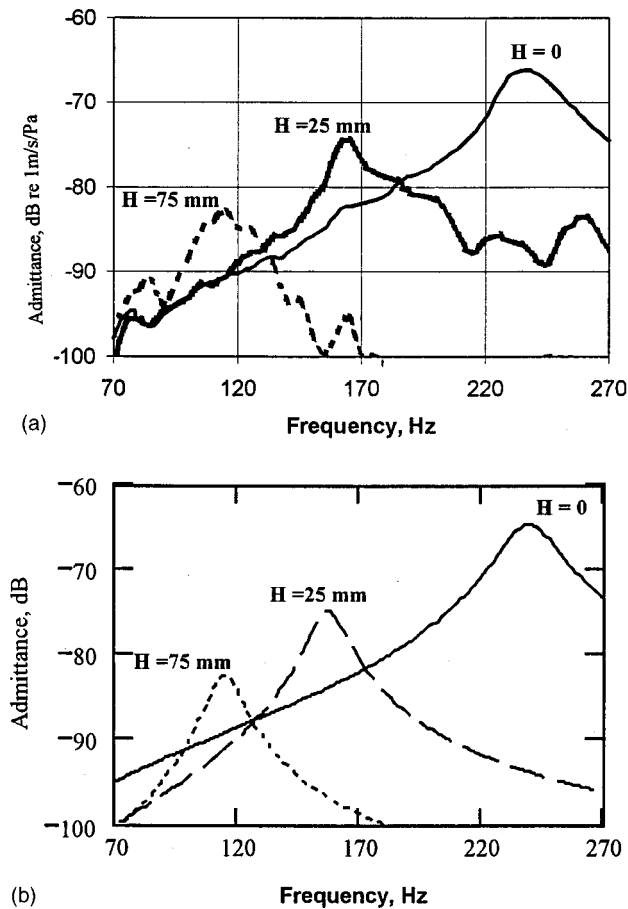 -60
-70
-80
-90
-100
Admittance, dB re 1m/s/Pa
H = 0
H =25 mm
H =75 mm
70
120
170
220
270
(a)
Frequency, Hz
-60
-70
-80
-90
-100
Admittance, dB
H = 0
H =25 mm
H =75 mm
70
120
170
220
270
(b)
Frequency, Hz